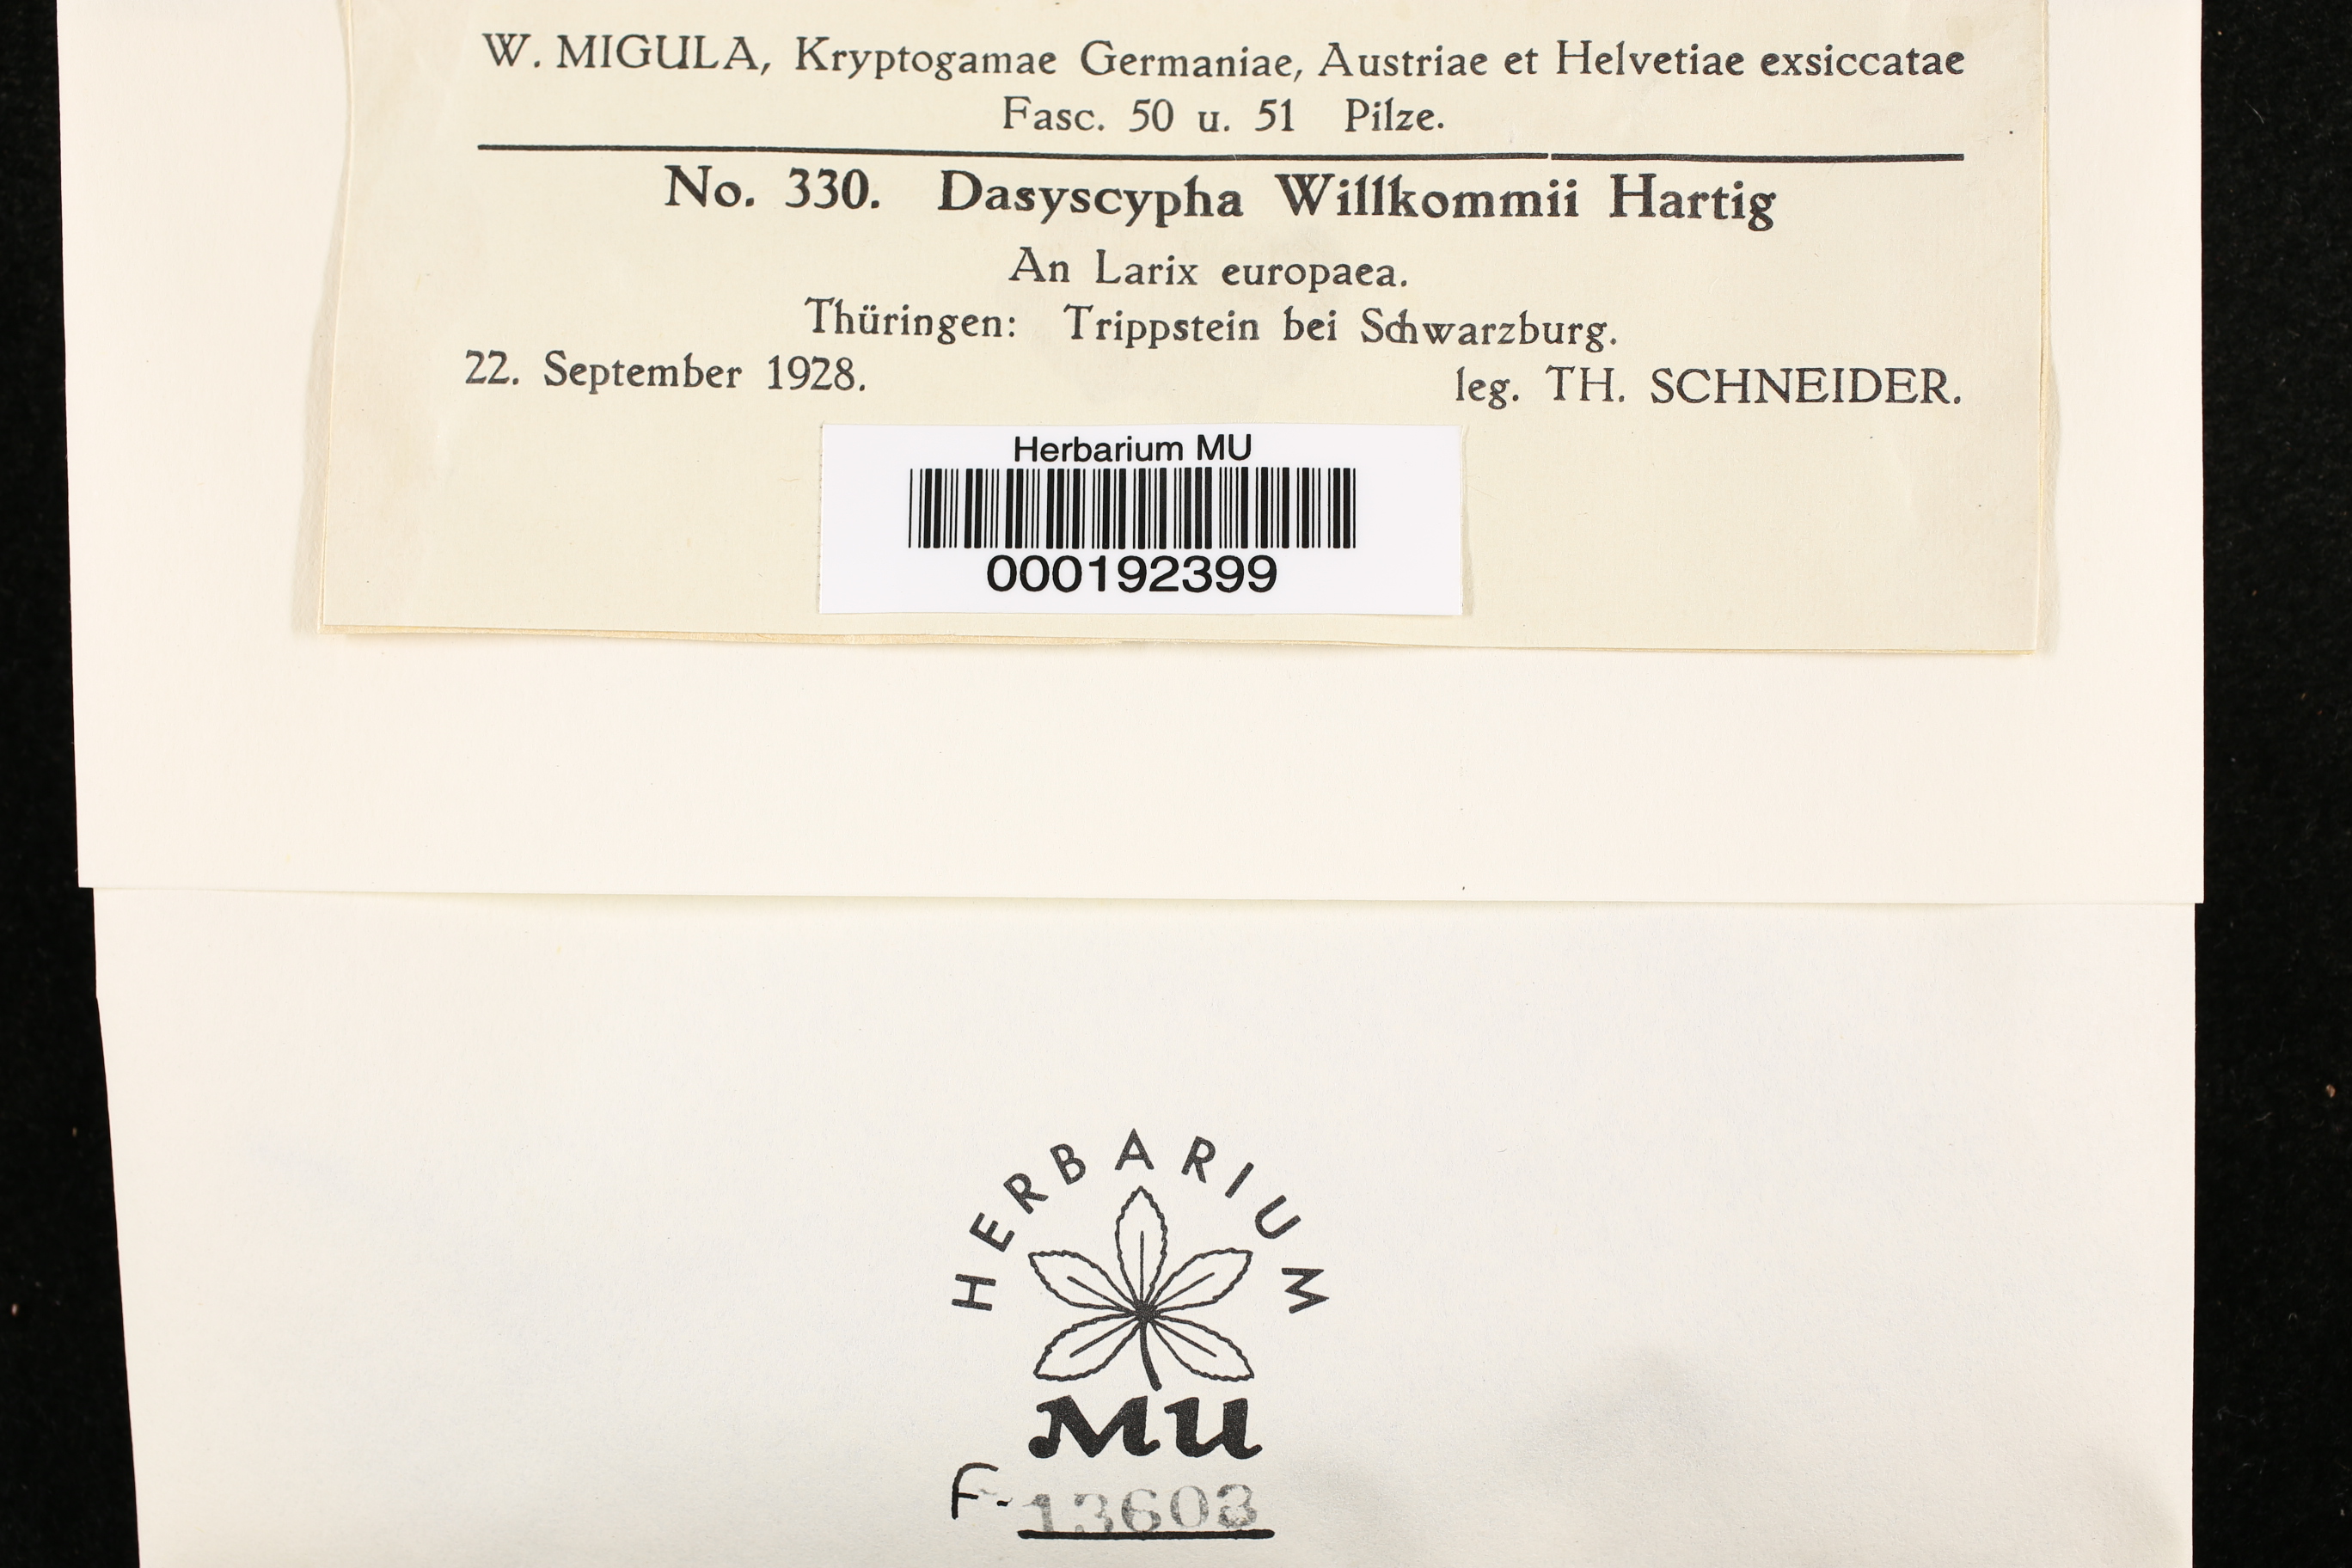 W. MIGULA, Kryptogamae Germaniae, Austriae et Helvetiae exsiccatae
Fasc. 50 u. 51 Pilze.
No. 330. Dasyscypha Willkommii Hartig
An Larix europaea.
Thüringen: Trippstein bei Schwarzburg.
22. September 1928. leg. TH. SCHNEIDER.
Herbarium MU
000192399
HERBARIUM
MU
F-13603